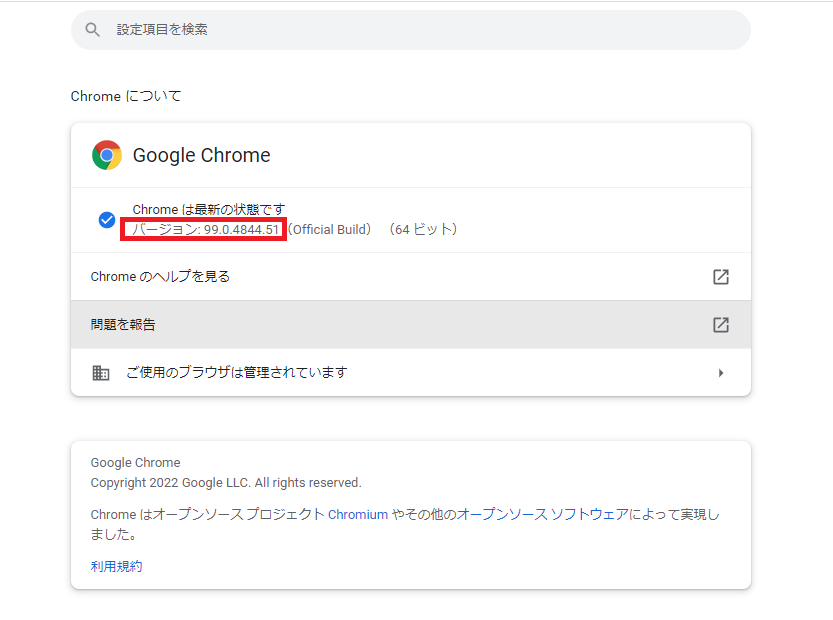 設定項目を検索
Chrome について
Google Chrome
Chrome は最新の状態です
バージョン: 99.0.4844.51（Official Build） （64 ビット）
Chrome のヘルプを見る
問題を報告
ご使用のブラウザは管理されています
Google Chrome
Copyright 2022 Google LLC. All rights reserved.
Chrome はオープンソース プロジェクト Chromium やその他のオープンソース ソフトウェアによって実現し
ました。
利用規約